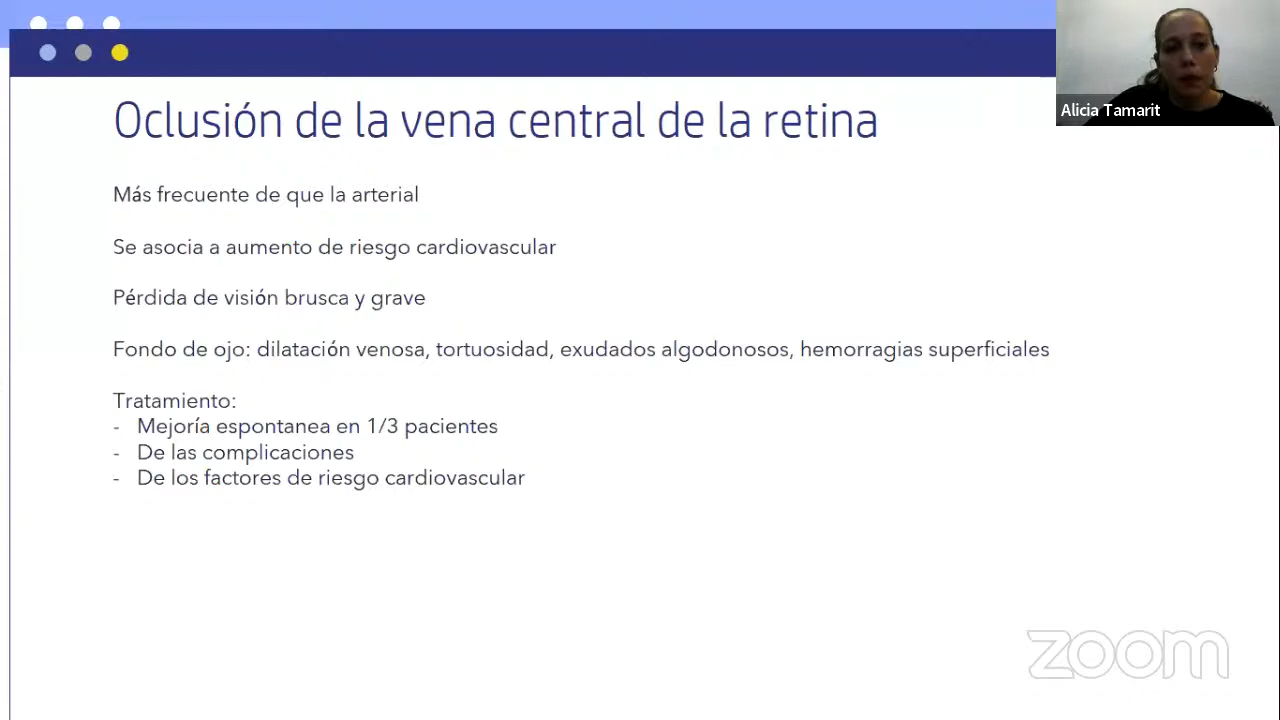 Alicia Tamarit
Oclusión de la vena central de la retina
Más frecuente de que la arterial
Se asocia a aumento de riesgo cardiovascular
Pérdida de visión brusca y grave
Fondo de ojo: dilatación venosa, tortuosidad, exudados algodonosos, hemorragias superficiales
Tratamiento:
- Mejoría espontanea en 1/3 pacientes
- De las complicaciones
- De los factores de riesgo cardiovascular
zoom